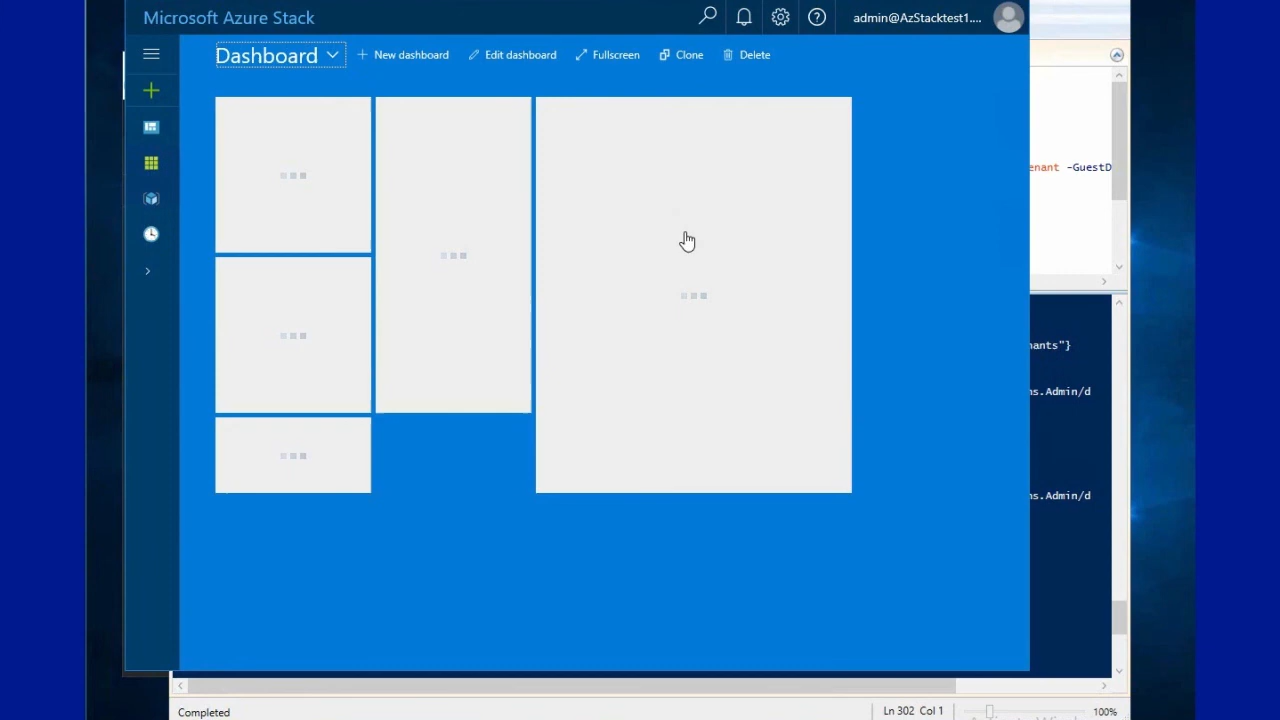 Microsoft Azure Stack
admin@AzStacktest1....
Dashboard
New dashboard
Edit dashboard
Fullscreen
Clone
Delete
enant -GuestD
nants"}
ns.Admin/d
ns.Admin/d
Completed
Ln 302 Col 1
100%